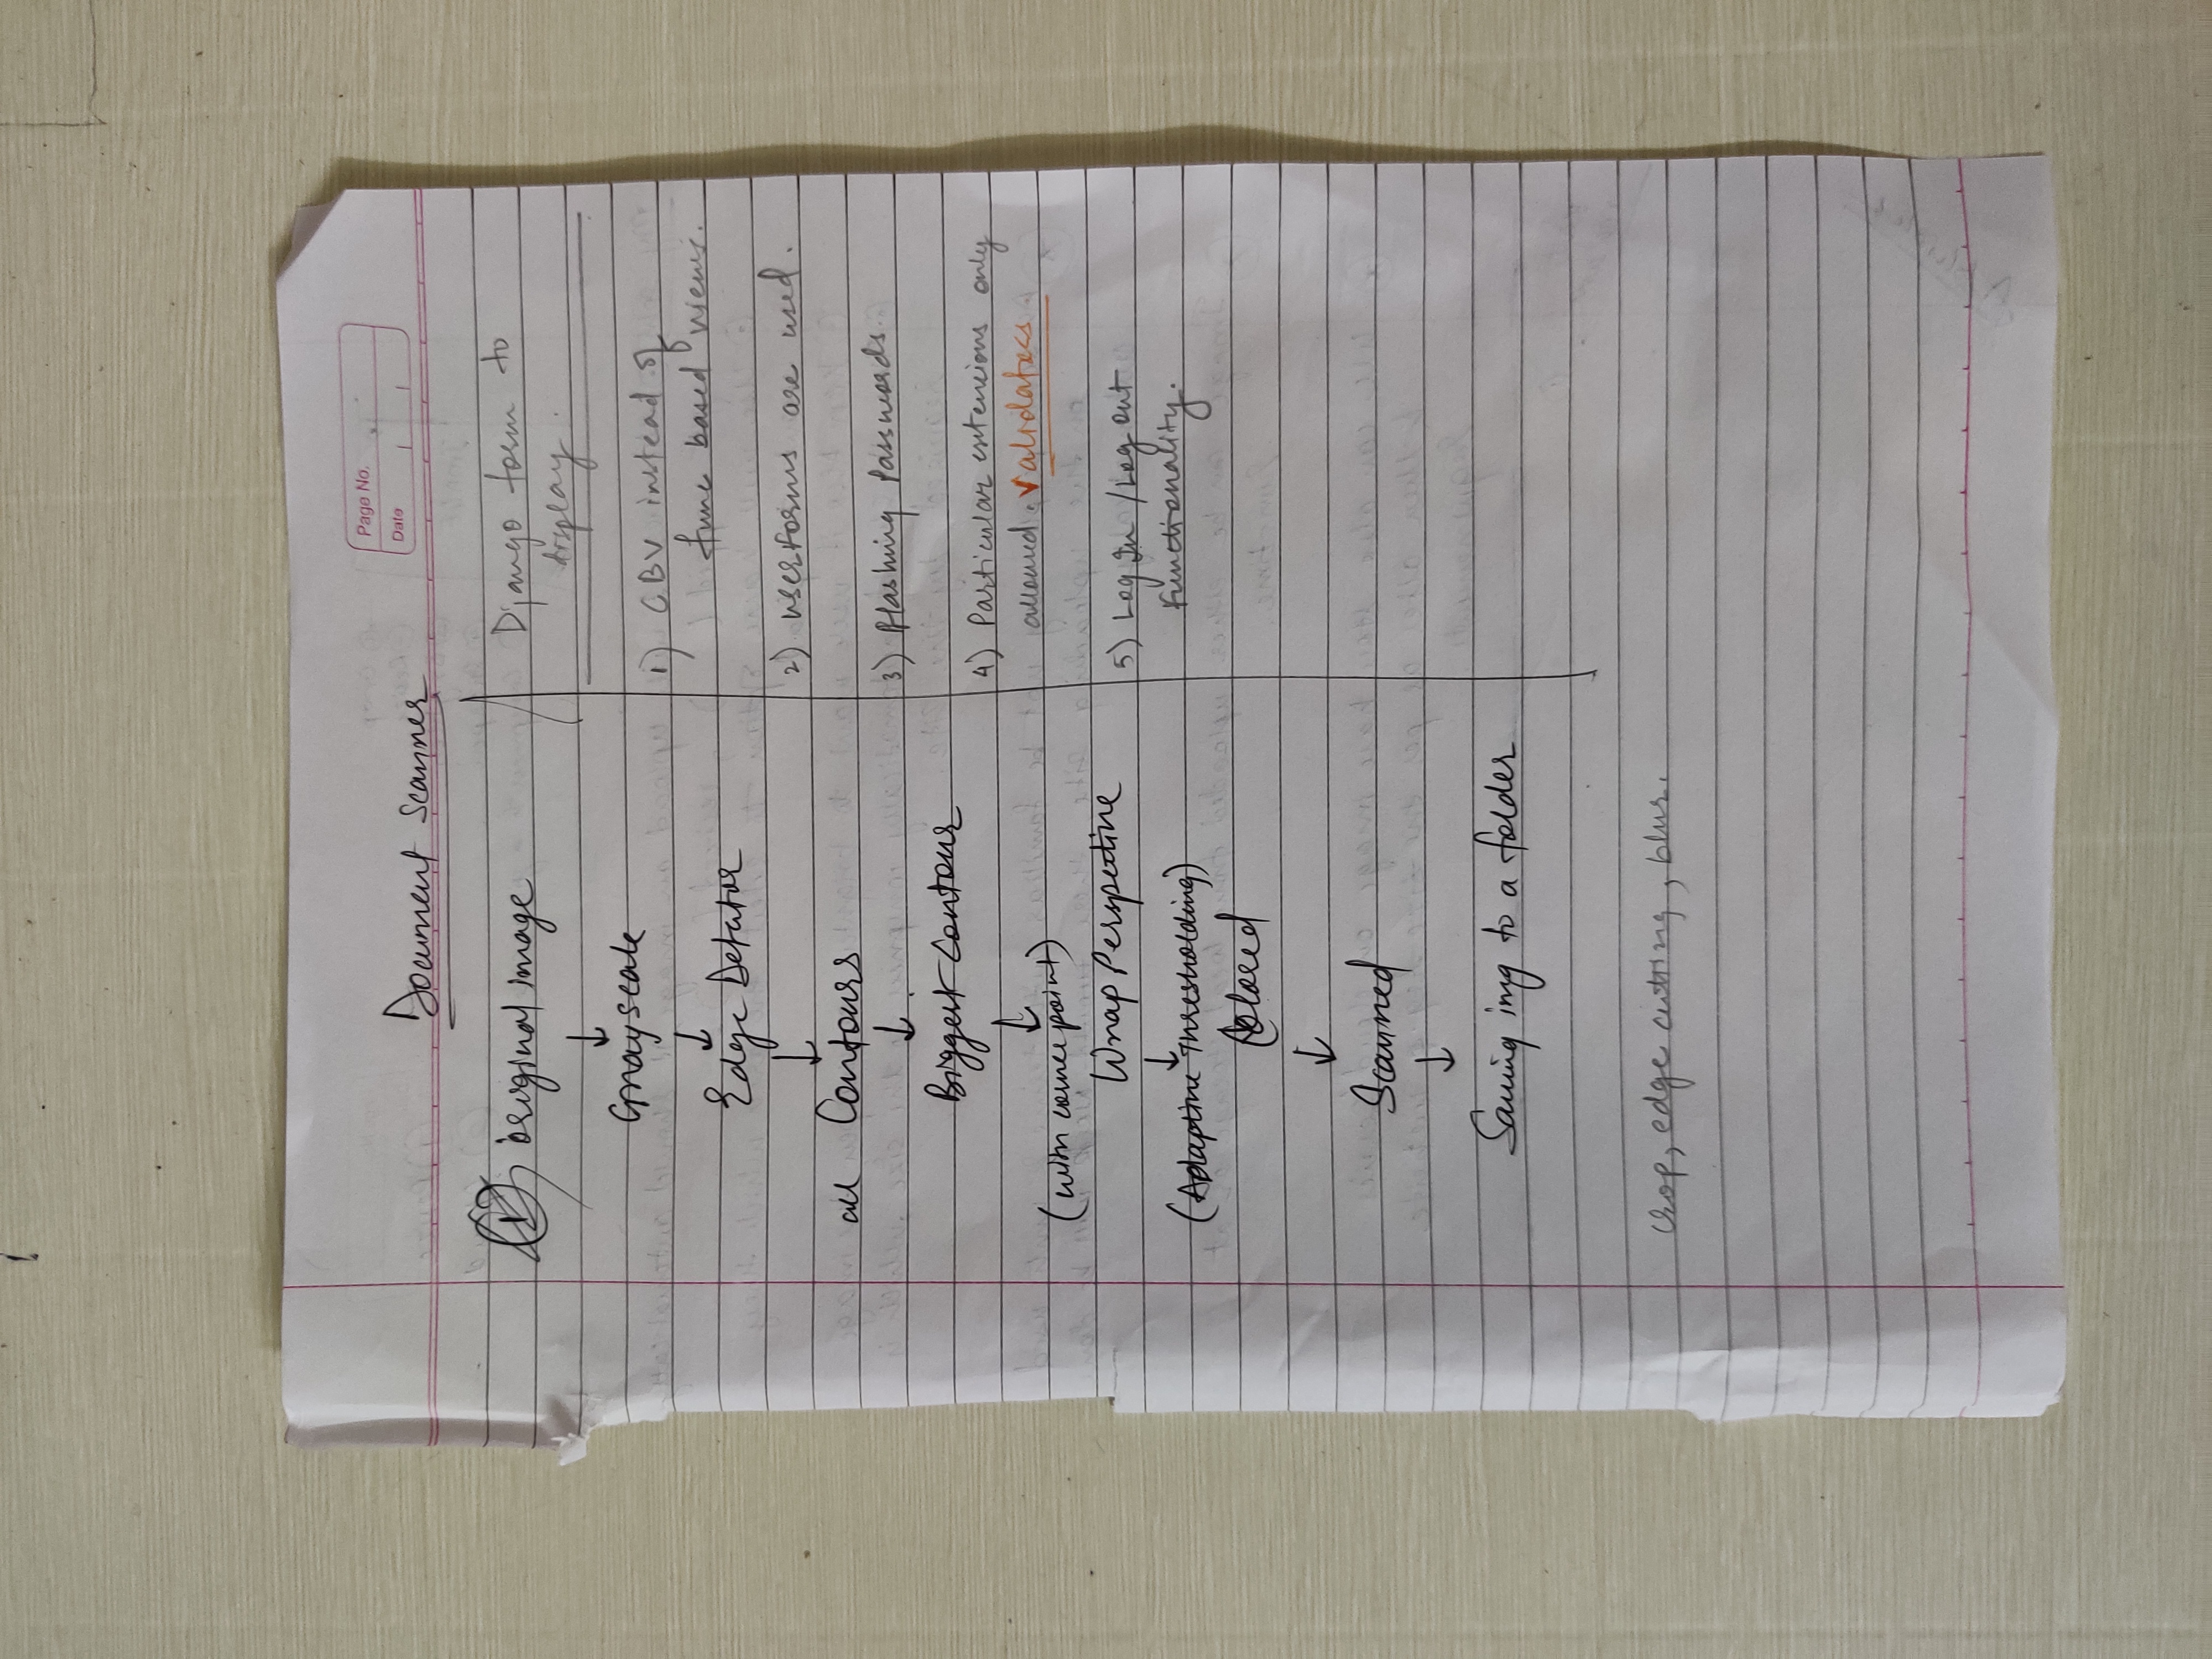 Page No.
Date
Document Scanner
original image
↓
Grayscale
↓
Edge Detector
↓
all Contours
↓
Biggest Contour
↓
(with corner point)
Wrap Perspective
↓
(Adaptive Thresholding)
Colored
↓
Scanned
↓
Saving img to a folder
crop, edge cutting, blur.
Django form to
display.
1) CBV instead of
func based views.
2) userforms are used.
3) Hashing Passwords.
4) Particular extencions only
allowed. Validators.
5) Log In / Log out
Functionality.